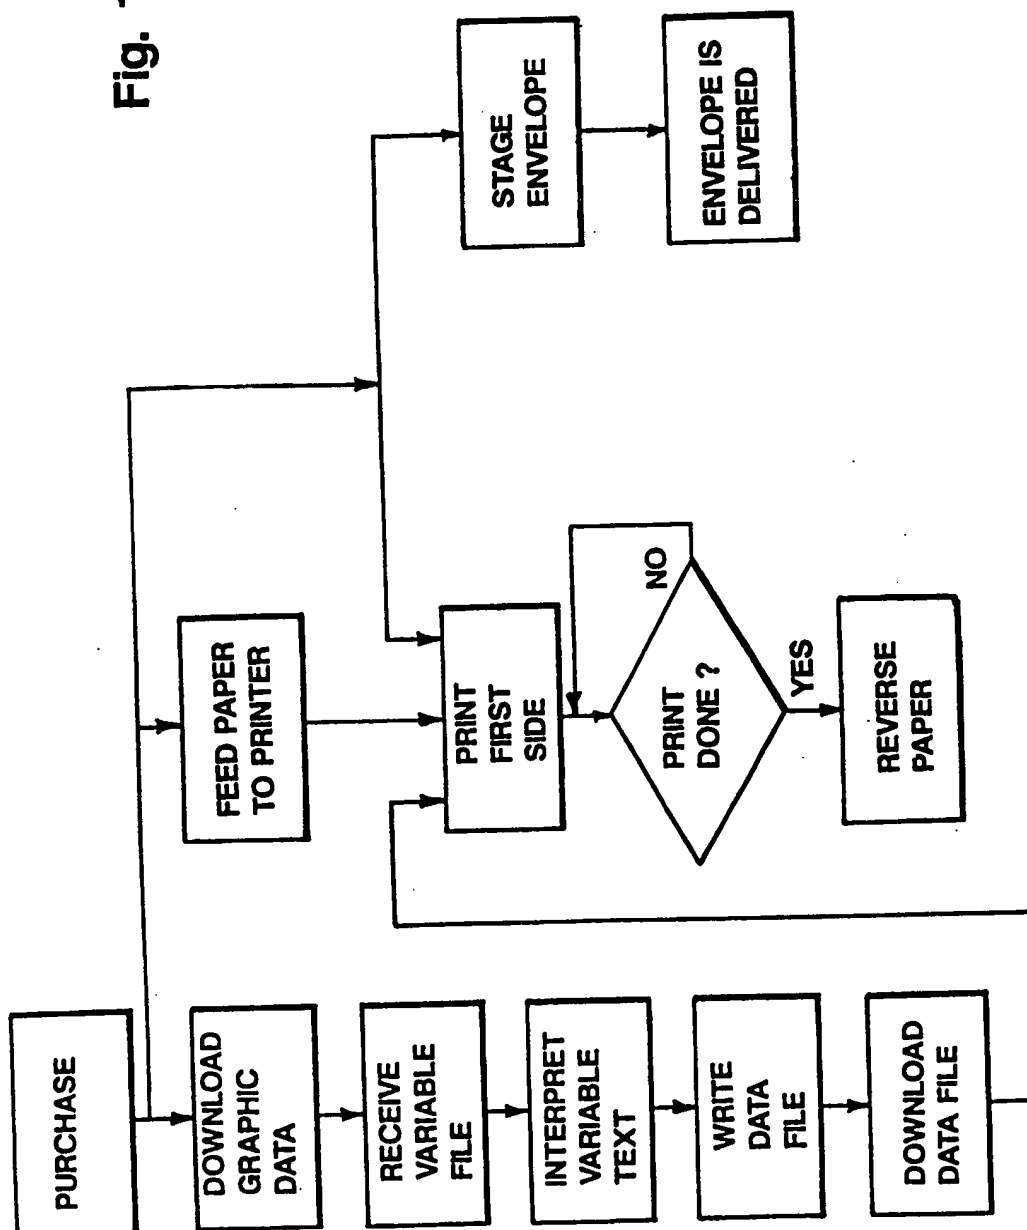 Fig.
PURCHASE
DOWNLOAD
GRAPHIC
DATA
RECEIVE
VARIABLE
FILE
INTERPRET
VARIABLE
TEXT
WRITE
DATA
FILE
DOWNLOAD
DATA FILE
FEED PAPER
TO PRINTER
PRINT
FIRST
SIDE
PRINT
DONE ?
NO
YES
REVERSE
PAPER
STAGE
ENVELOPE
ENVELOPE IS
DELIVERED